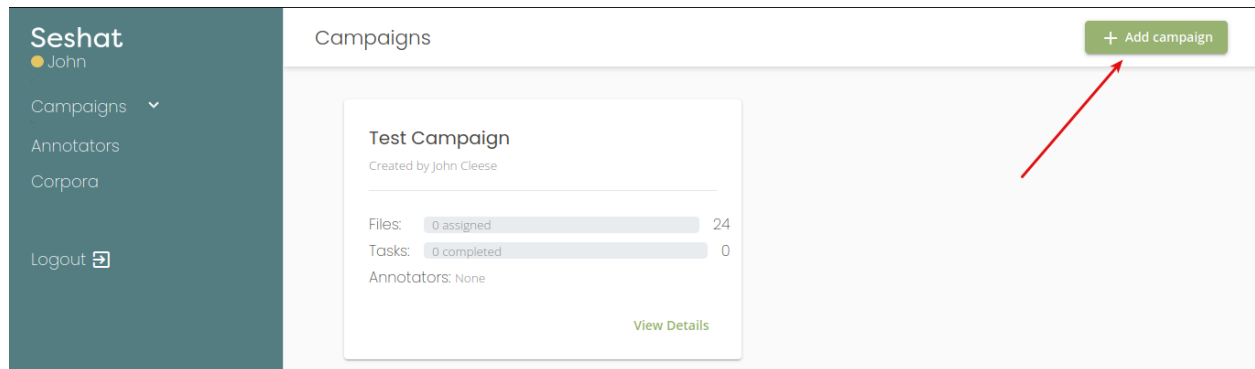 Seshat
John
Campaigns
Annotators
Corpora
Logout
Campaigns
+ Add campaign
Test Campaign
Created by John Cleese
Files: 0 assigned 24
Tasks: 0 completed 0
Annotators: None
View Details